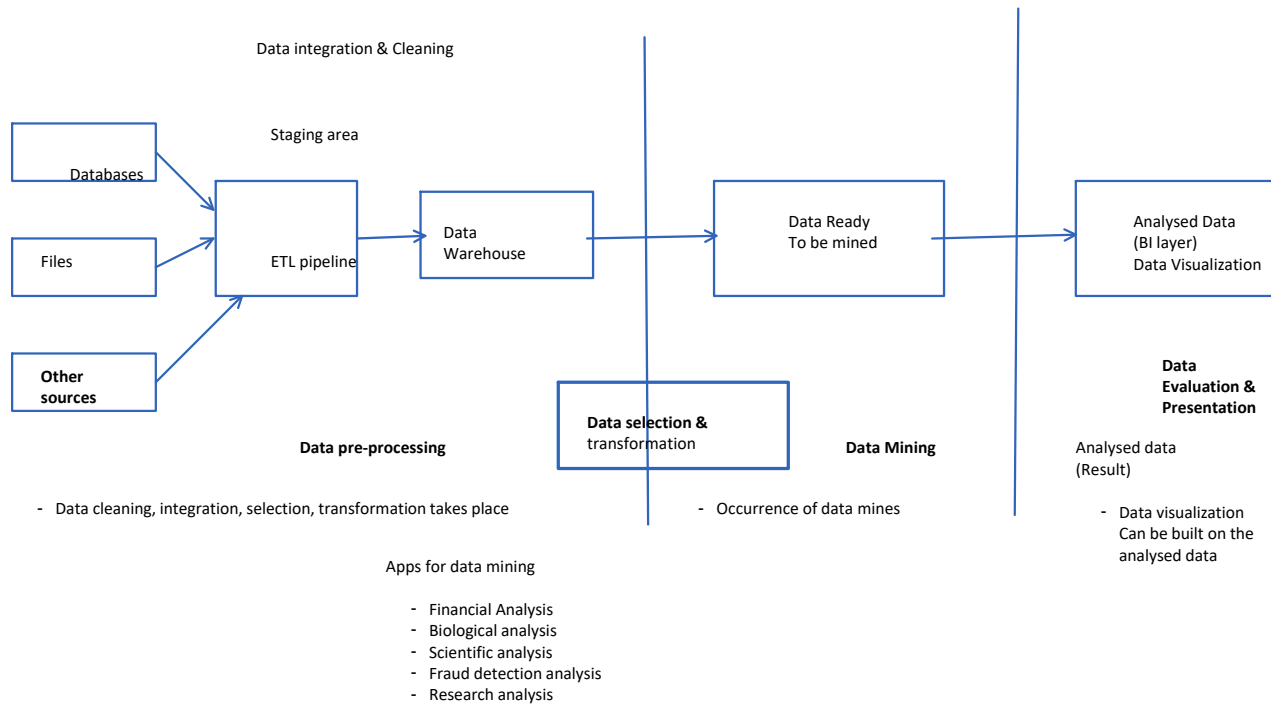 Data integration & Cleaning
Staging area
Databases
Files
Other
sources
ETL pipeline
Data
Warehouse
Data Ready
To be mined
Analysed Data
(BI layer)
Data Visualization
Data selection &
transformation
Data
Evaluation &
Presentation
Data pre-processing
- Data cleaning, integration, selection, transformation takes place
Data Mining
- Occurrence of data mines
Analysed data
(Result)
- Data visualization
Can be built on the
analysed data
Apps for data mining
- Financial Analysis
- Biological analysis
- Scientific analysis
- Fraud detection analysis
- Research analysis